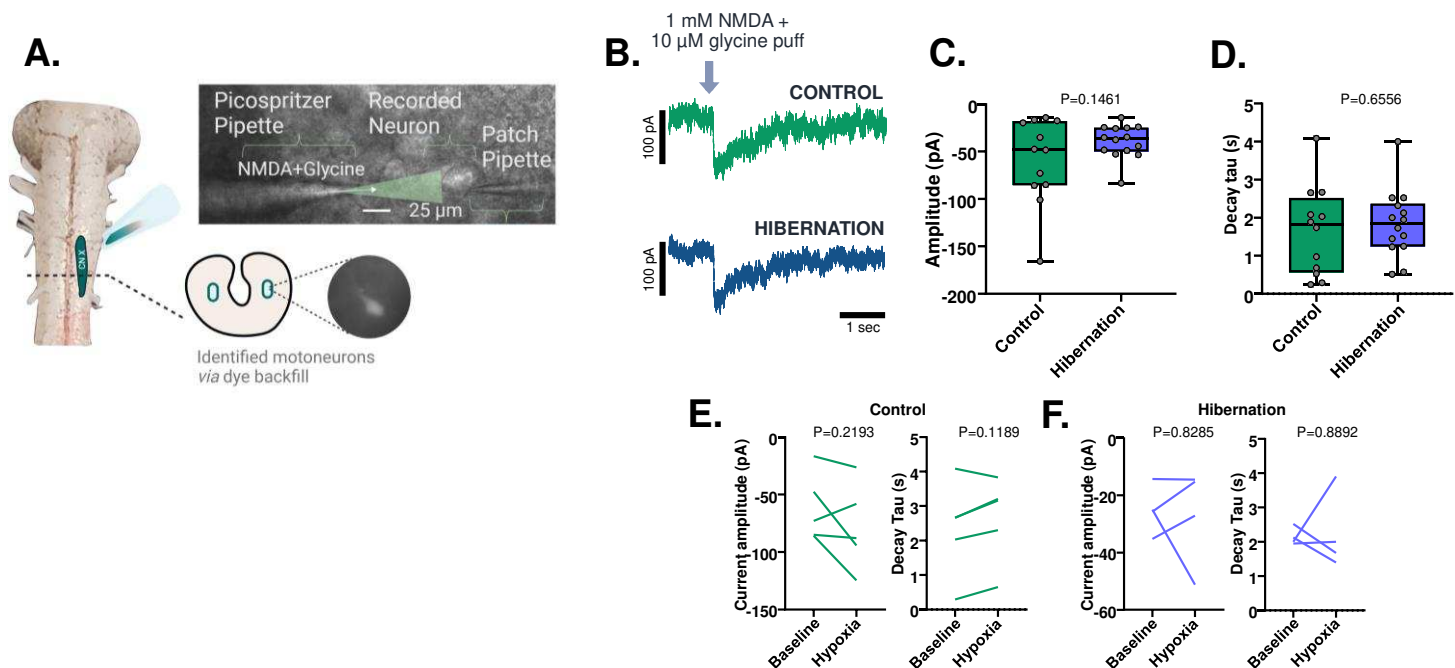 A.
Picospritzer
Pipette
Recorded
Neuron
Patch
Pipette
NMDA+Glycine
25 µm
CN X
Identified motoneurons
via dye backfill
B.
1 mM NMDA +
10 µM glycine puff
CONTROL
100 pA
HIBERNATION
100 pA
1 sec
C.
P=0.1461
Amplitude (pA)
0
-50
-100
-150
-200
Control
Hibernation
D.
P=0.6556
Decay tau (s)
5
4
3
2
1
0
Control
Hibernation
E.
Control
P=0.2193
Current amplitude (pA)
0
-50
-100
-150
Baseline
Hypoxia
P=0.1189
Decay Tau (s)
5
4
3
2
1
0
Baseline
Hypoxia
F.
Hibernation
P=0.8285
Current amplitude (pA)
0
-20
-40
-60
Baseline
Hypoxia
P=0.8892
Decay Tau (s)
5
4
3
2
1
0
Baseline
Hypoxia